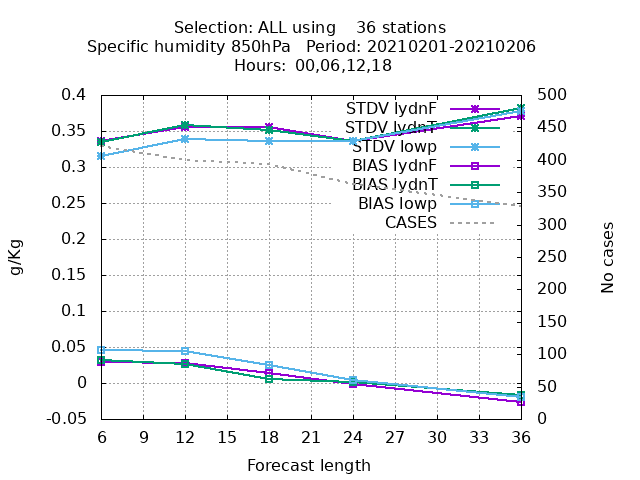 Selection: ALL using    36 stations
Specific humidity 850hPa   Period: 20210201-20210206
Hours: 00,06,12,18
0.4
0.35
0.3
0.25
0.2
0.15
0.1
0.05
0
-0.05
g/Kg
STDV lydnF
STDV lydnT
STDV lowp
BIAS lydnF
BIAS lydnT
BIAS lowp
CASES
500
450
400
350
300
250
200
150
100
50
0
No cases
6 9 12 15 18 21 24 27 30 33 36
Forecast length